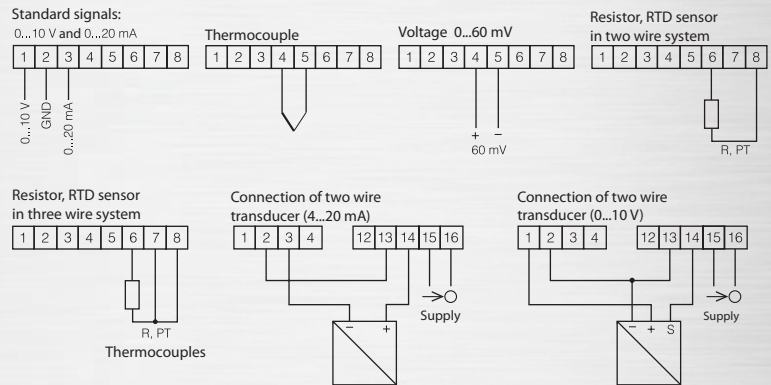 Standard signals:
0...10 V and 0...20 mA
1 2 3 4 5 6 7 8
0...10 V
GND
0...20 mA
Thermocouple
1 2 3 4 5 6 7 8
Voltage 0...60 mV
1 2 3 4 5 6 7 8
+ −
60 mV
Resistor, RTD sensor
in two wire system
1 2 3 4 5 6 7 8
R, PT
Resistor, RTD sensor
in three wire system
1 2 3 4 5 6 7 8
R, PT
Thermocouples
Connection of two wire
transducer (4...20 mA)
1 2 3 4 12 13 14 15 16
Supply
− +
Connection of two wire
transducer (0...10 V)
1 2 3 4 12 13 14 15 16
Supply
− + S